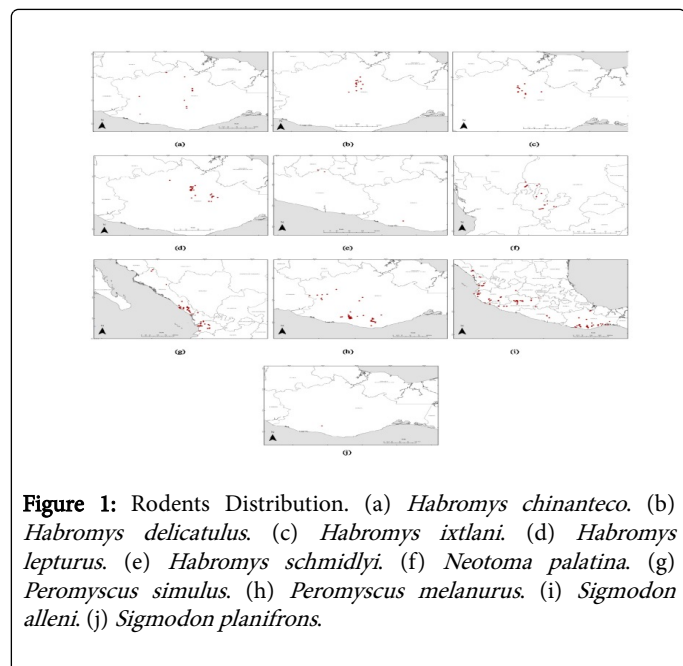 (a)
(b)
(c)
(d)
(e)
(f)
(g)
(h)
(i)
(j)
Figure 1: Rodents Distribution. (a) Habromys chinanteco. (b)
Habromys delicatulus. (c) Habromys ixtlani. (d) Habromys
lepturus. (e) Habromys schmidlyi. (f) Neotoma palatina. (g)
Peromyscus simulus. (h) Peromyscus melanurus. (i) Sigmodon
alleni. (j) Sigmodon planifrons.